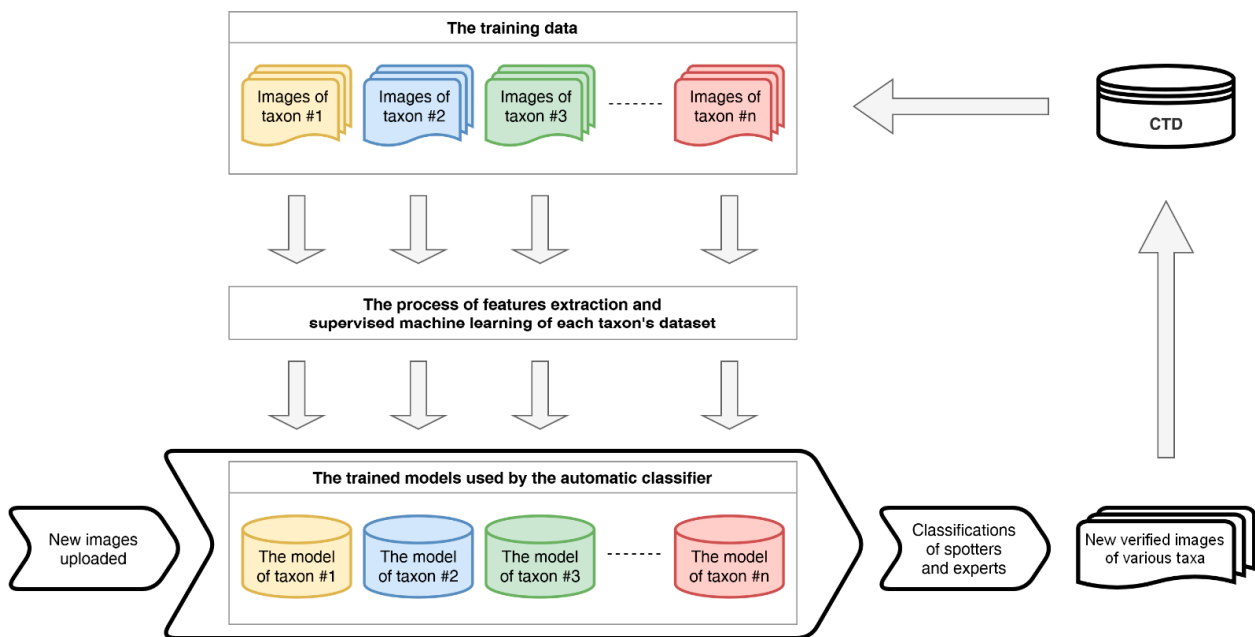 The training data
Images of
taxon #1
Images of
taxon #2
Images of
taxon #3
Images of
taxon #n
CTD
The process of features extraction and
supervised machine learning of each taxon's dataset
The trained models used by the automatic classifier
New images
uploaded
The model
of taxon #1
The model
of taxon #2
The model
of taxon #3
The model
of taxon #n
Classifications
of spotters
and experts
New verified images
of various taxa